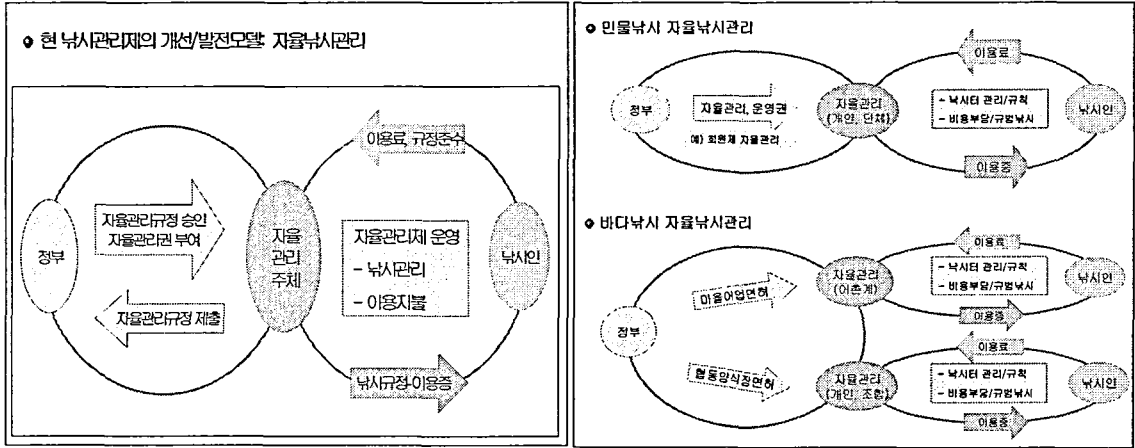 현 낚시관리제의 개선/발전모델: 자율낚시관리
이용료, 규정준수
자율관리규정 승인
자율관리권 부여
정부
자율
관리
주체
자율관리제 운영
- 낚시관리
- 이용지불
낚시인
자율관리규정 제출
낚시규정·이용증
민물낚시 자율낚시관리
이용료
정부
자율관리, 운영권
예) 회원제 자율관리
자율관리
(개인, 단체)
- 낚시터 관리/규칙
- 비용부담/규범낚시
낚시인
이용증
바다낚시 자율낚시관리
이용료
마을어업면허
자율관리
(어촌계)
- 낚시터 관리/규칙
- 비용부담/규범낚시
낚시인
이용증
정부
이용료
협동양식장면허
자율관리
(개인, 조합)
- 낚시터 관리/규칙
- 비용부담/규범낚시
낚시인
이용증